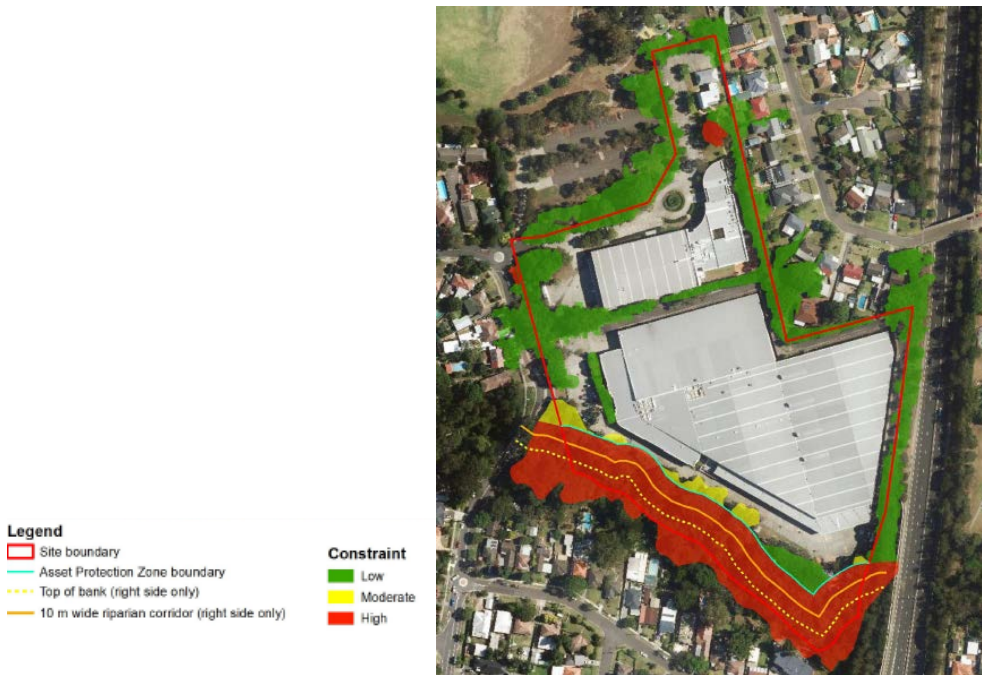 Legend
Site boundary
Asset Protection Zone boundary
Top of bank (right side only)
10 m wide riparian corridor (right side only)
Constraint
Low
Moderate
High